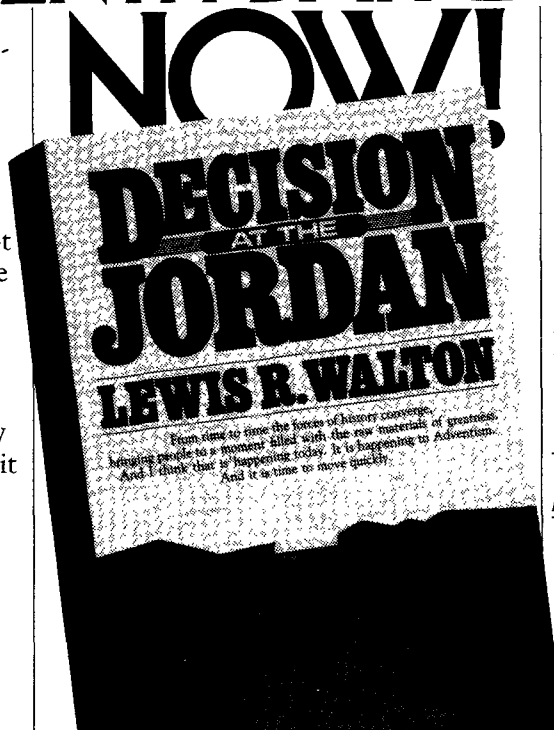 NOW!
DECISION
AT THE
JORDAN
LEWIS R. WALTON
From time to time the forces of history converge,
bringing people to a moment filled with the raw materials of greatness.
And I think that is happening today. It is happening to Adventism.
And it is time to move quickly.
it